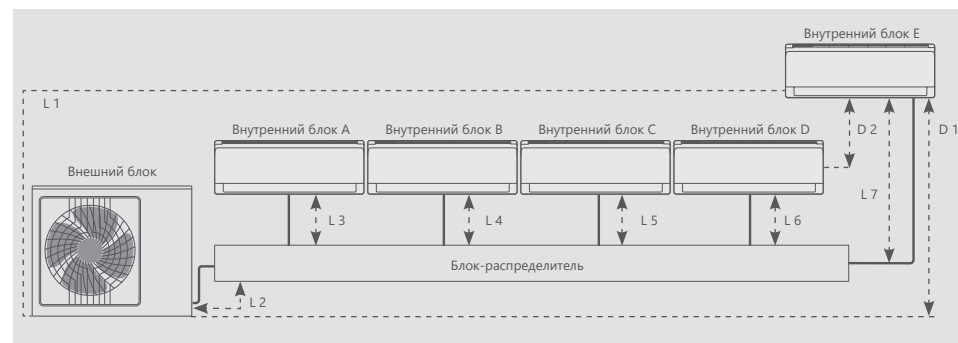 Внутренний блок E
L 1
Внутренний блок A
Внутренний блок B
Внутренний блок C
Внутренний блок D
D 2
D 1
Внешний блок
L 7
L 3
L 4
L 5
L 6
Блок-распределитель
L 2